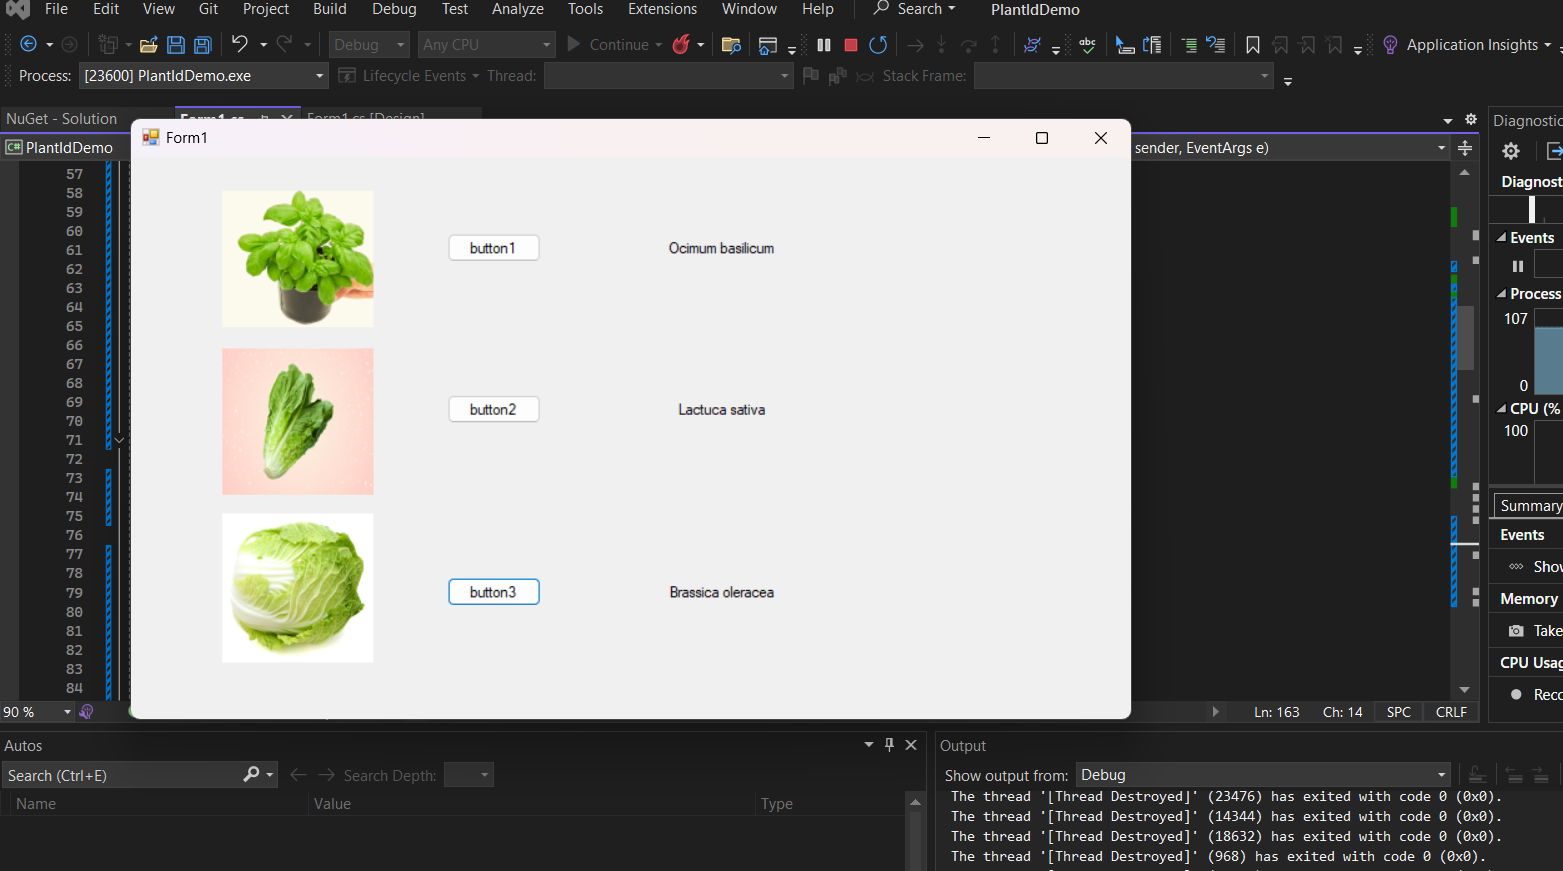 File Edit View Git Project Build Debug Test Analyze Tools Extensions Window Help Search PlantIdDemo
Debug Any CPU Continue abc Application Insights
Process: [23600] PlantIdDemo.exe Lifecycle Events Thread: Stack Frame:
NuGet - Solution Form1.cs Form1.cs [Design]
C# PlantIdDemo sender, EventArgs e)
Form1
57
58
59
60
61
62
63
64
65
66
67
68
69
70
71
72
73
74
75
76
77
78
79
80
81
82
83
84
button1 Ocimum basilicum
button2 Lactuca sativa
button3 Brassica oleracea
90 % Ln: 163 Ch: 14 SPC CRLF
Diagnostic
Diagnost
Events
Process
107
0
CPU (%
100
Summary
Events
Show
Memory
Take
CPU Usag
Reco
Autos
Search (Ctrl+E) Search Depth:
Name Value Type
Output
Show output from: Debug
The thread '[Thread Destroyed]' (23476) has exited with code 0 (0x0).
The thread '[Thread Destroyed]' (14344) has exited with code 0 (0x0).
The thread '[Thread Destroyed]' (18632) has exited with code 0 (0x0).
The thread '[Thread Destroyed]' (968) has exited with code 0 (0x0).